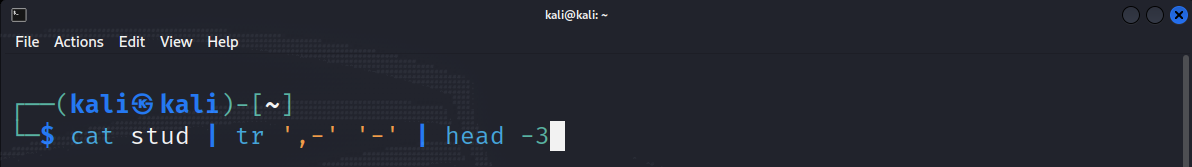 kali@kali: ~
File Actions Edit View Help
┌──(kali㉿kali)-[~]
└─$ cat stud | tr ',-' '-' | head -3